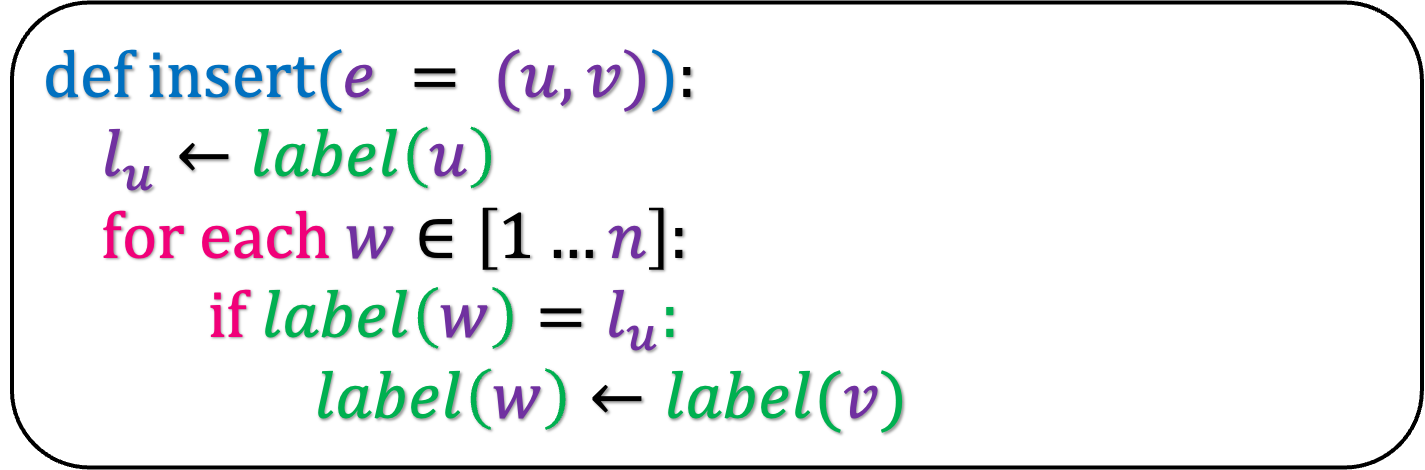 def insert(e = (u, v)):
l_u ← label(u)
for each w ∈ [1 … n]:
if label(w) = l_u:
label(w) ← label(v)